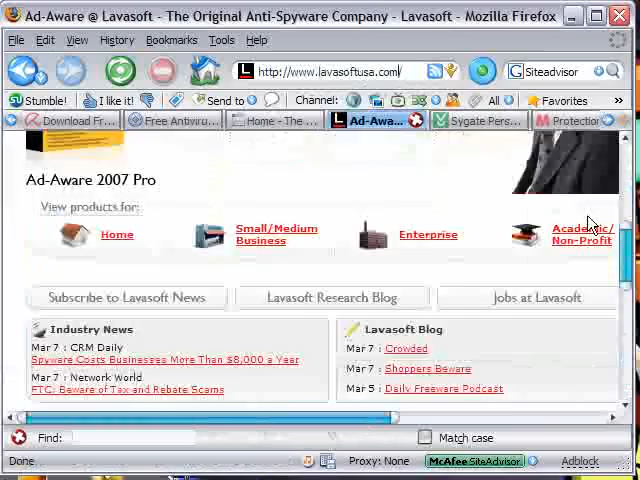 Ad-Aware @ Lavasoft - The Original Anti-Spyware Company - Lavasoft - Mozilla Firefox
File Edit View History Bookmarks Tools Help
http://www.lavasoftusa.com/ Siteadvisor
Stumble! I like it! Send to Channel: All Favorites »
Download Fr... Free Antiviru... Home - The ... Ad-Awa... Sygate Pers... Protection
Ad-Aware 2007 Pro
View products for:
Home Small/Medium Business Enterprise Academic/ Non-Profit
Subscribe to Lavasoft News Lavasoft Research Blog Jobs at Lavasoft
Industry News
Mar 7 : CRM Daily
Spyware Costs Businesses More Than $8,000 a Year
Mar 7 : Network World
FTC: Beware of Tax and Rebate Scams
Lavasoft Blog
Mar 7 : Crowded
Mar 7 : Shoppers Beware
Mar 5 : Daily Freeware Podcast
Find: Match case
Done Proxy: None McAfee SiteAdvisor Adblock